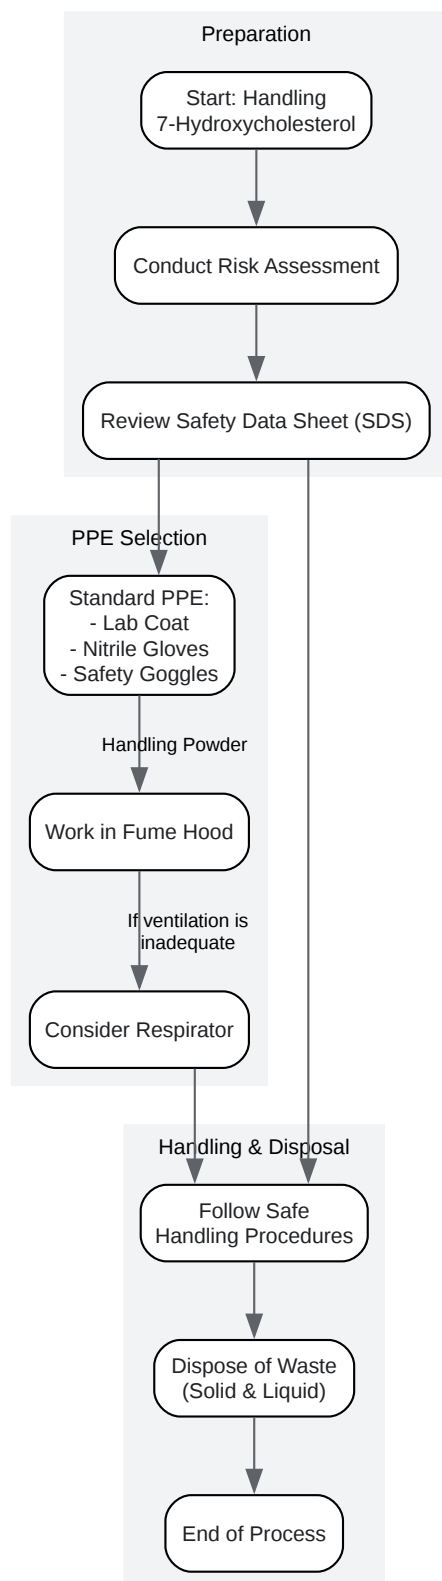 Preparation
Start: Handling
7-Hydroxycholesterol
Conduct Risk Assessment
Review Safety Data Sheet (SDS)
PPE Selection
Standard PPE:
- Lab Coat
- Nitrile Gloves
- Safety Goggles
Handling Powder
Work in Fume Hood
If ventilation is
inadequate
Consider Respirator
Handling & Disposal
Follow Safe
Handling Procedures
Dispose of Waste
(Solid & Liquid)
End of Process